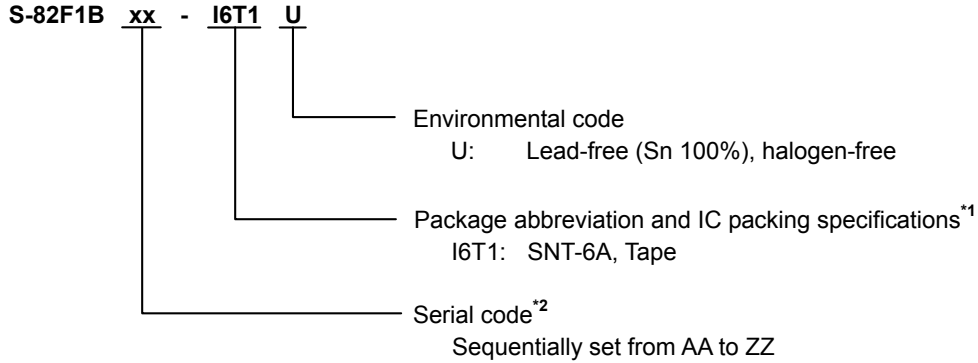 S-82F1B xx - I6T1 U
Environmental code
U: Lead-free (Sn 100%), halogen-free
Package abbreviation and IC packing specifications*1
I6T1: SNT-6A, Tape
Serial code*2
Sequentially set from AA to ZZ